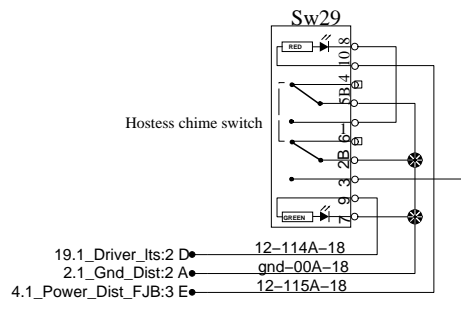 Sw29
RED
8
10
4
5B
Hostess chime switch
1
6
2B
3
9
GREEN
7
19.1_Driver_lts:2 D
12-114A-18
2.1_Gnd_Dist:2 A
gnd-00A-18
4.1_Power_Dist_FJB:3 E
12-115A-18